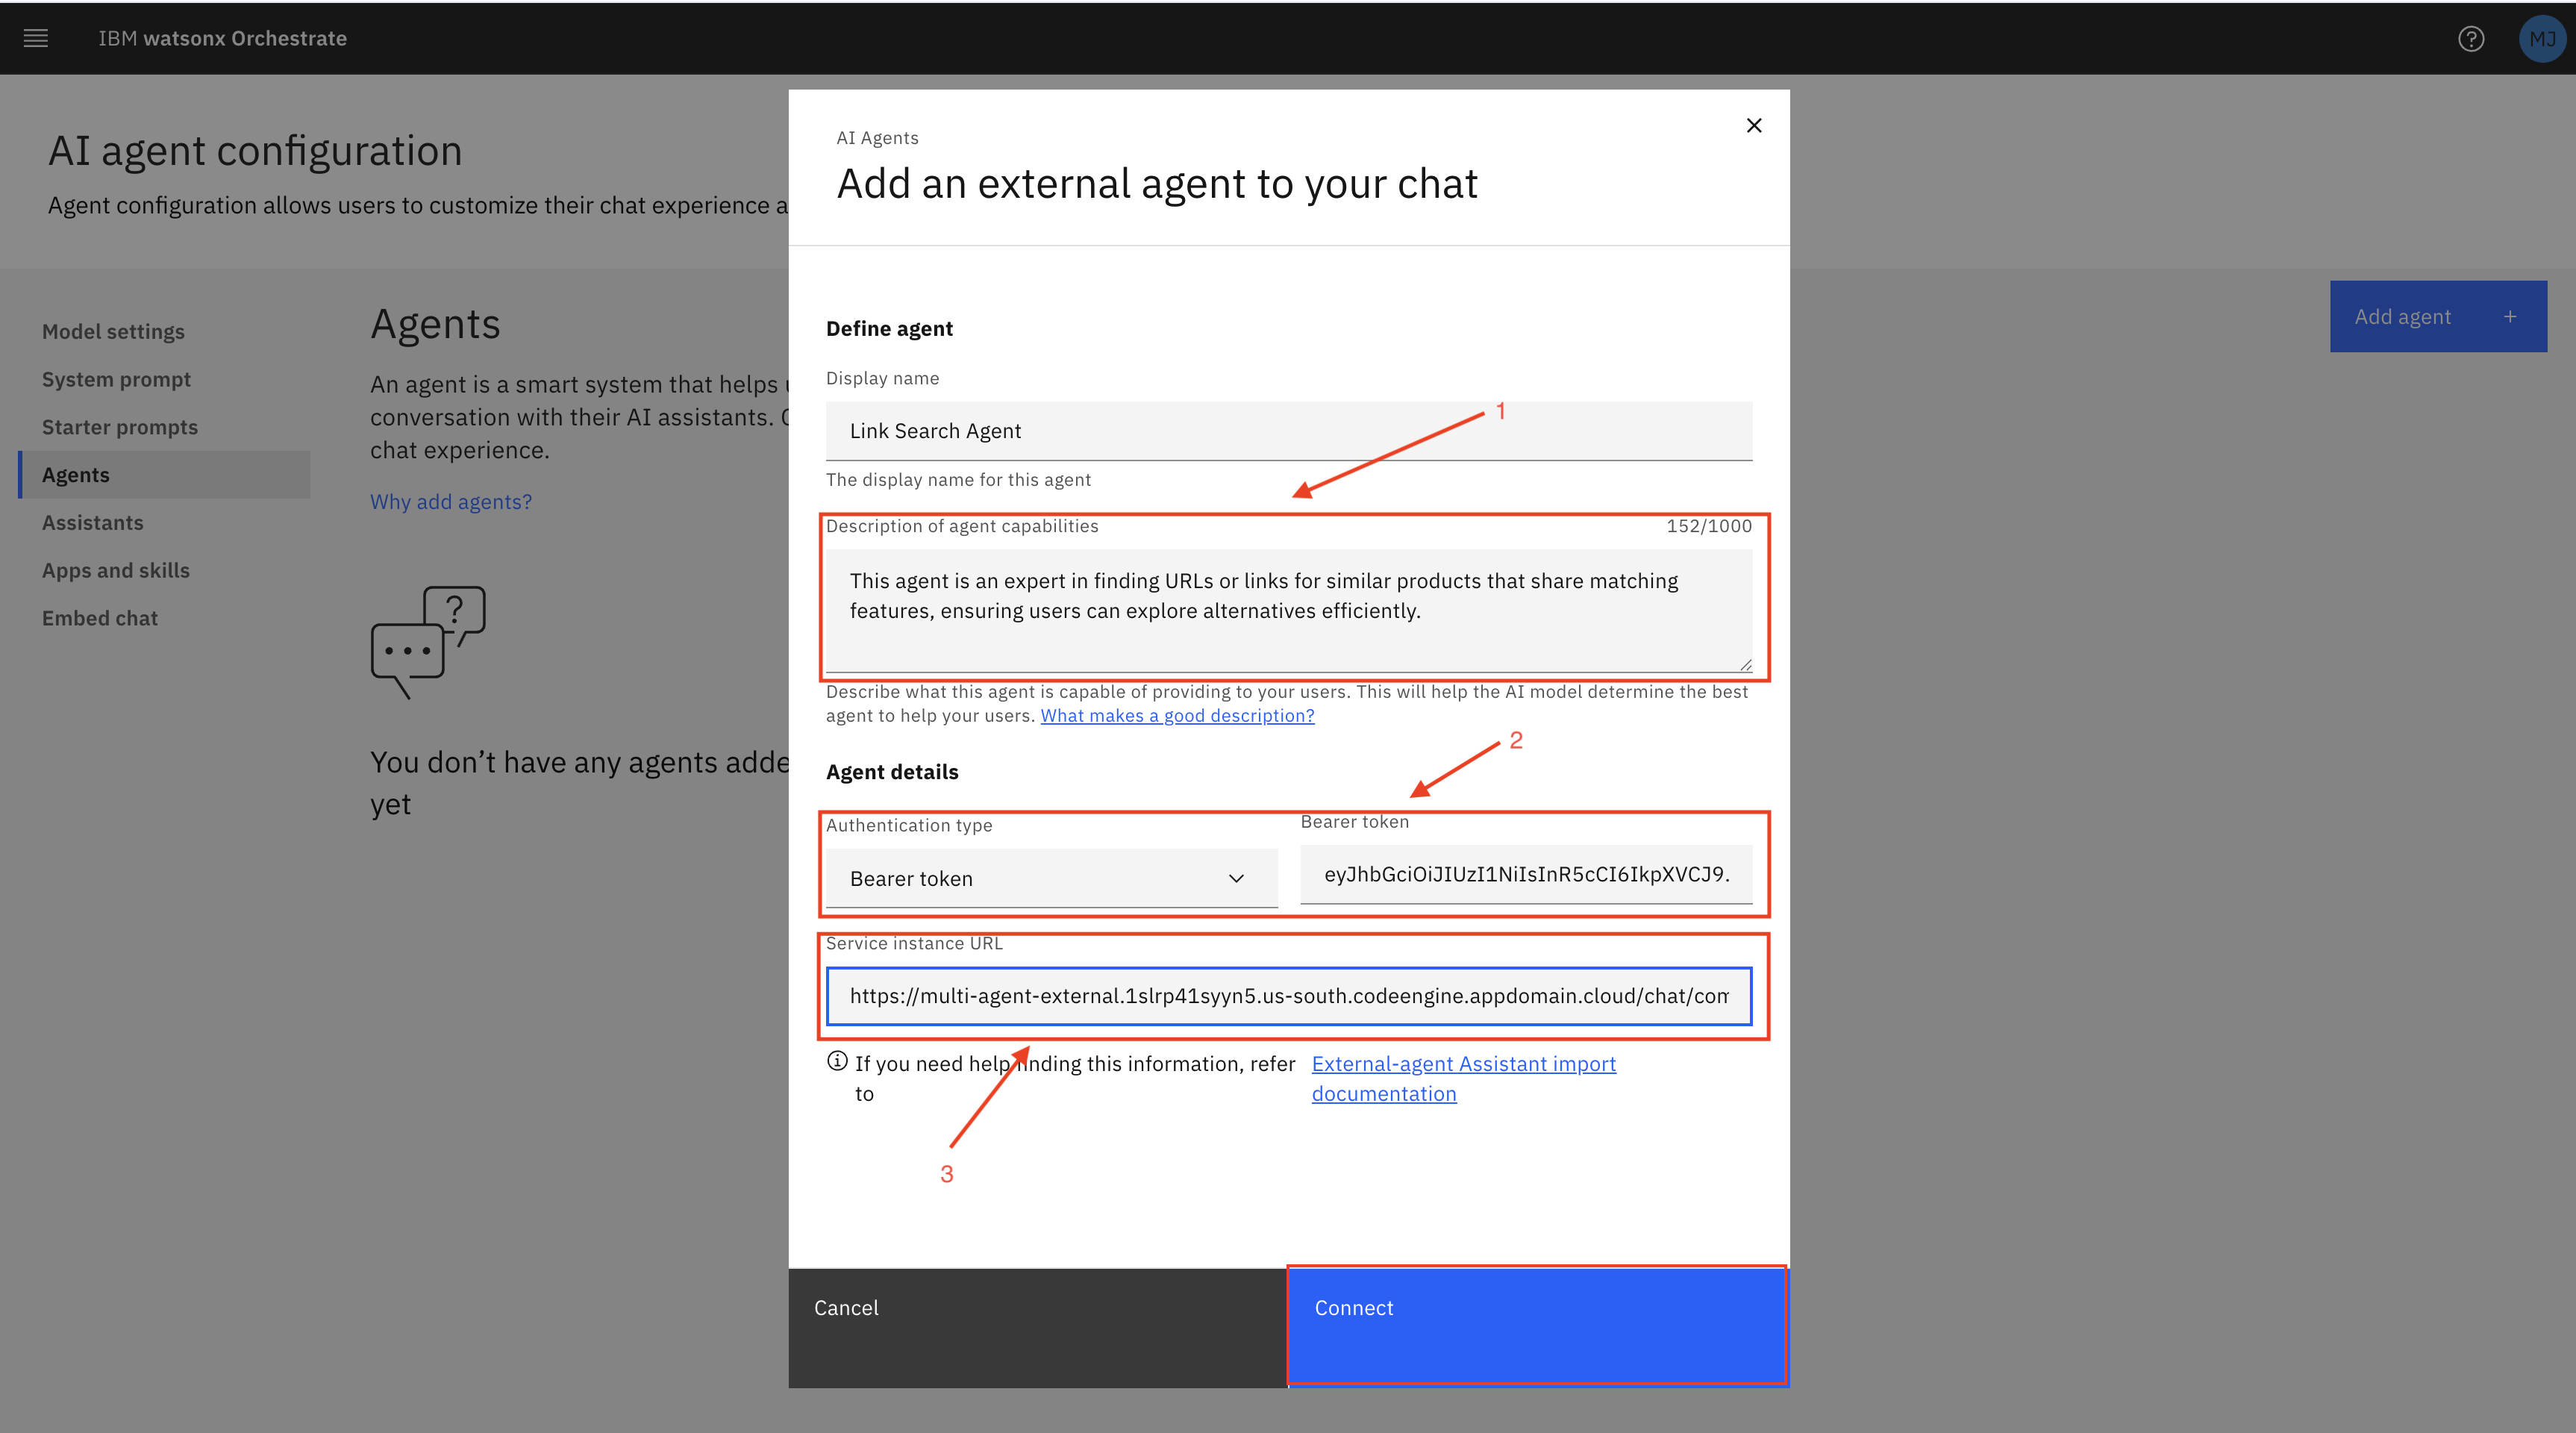 IBM watsonx Orchestrate
MJ
AI agent configuration
Agent configuration allows users to customize their chat experience a
Model settings
System prompt
Starter prompts
Agents
Assistants
Apps and skills
Embed chat
Agents
An agent is a smart system that helps
conversation with their AI assistants.
chat experience.
Why add agents?
?
You don’t have any agents adde
yet
Add agent +
AI Agents
Add an external agent to your chat
Define agent
Display name
1
Link Search Agent
The display name for this agent
Description of agent capabilities 152/1000
This agent is an expert in finding URLs or links for similar products that share matching
features, ensuring users can explore alternatives efficiently.
Describe what this agent is capable of providing to your users. This will help the AI model determine the best
agent to help your users. What makes a good description?
2
Agent details
Authentication type Bearer token
Bearer token eyJhbGciOiJIUzI1NiIsInR5cCI6IkpXVCJ9.
Service instance URL
https://multi-agent-external.1slrp41syyn5.us-south.codeengine.appdomain.cloud/chat/com
If you need help finding this information, refer
to
External-agent Assistant import
documentation
3
Cancel
Connect